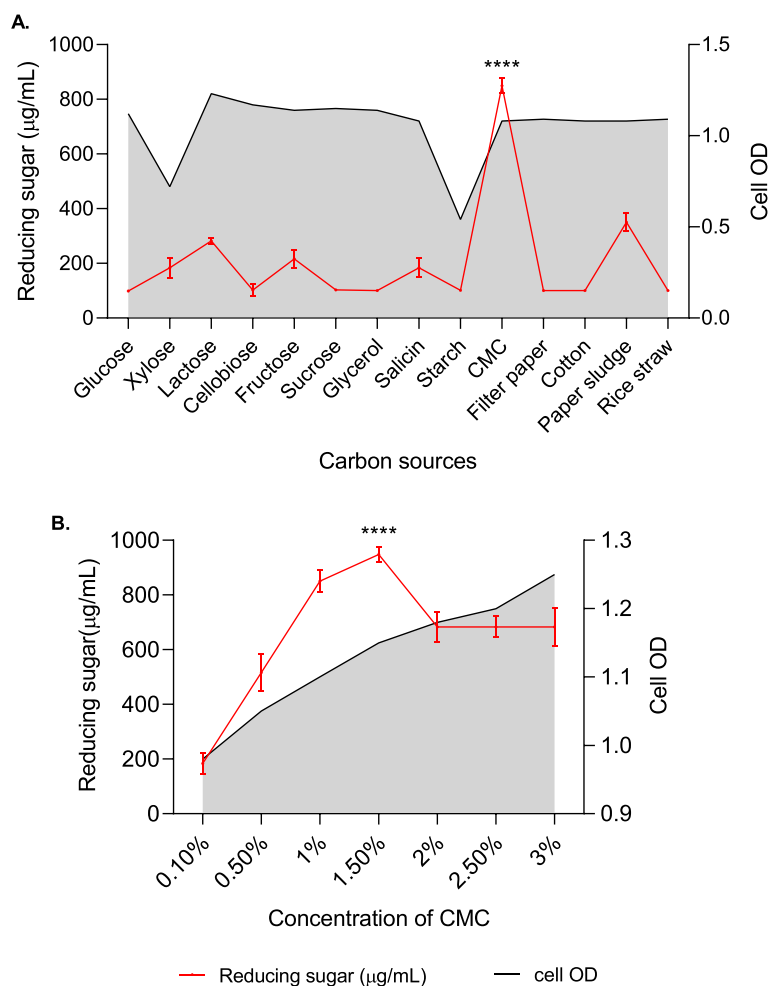 A.
****
1000
800
600
400
200
0
Reducing sugar (μg/mL)
1.5
1.0
0.5
0.0
Cell OD
Glucose
Xylose
Lactose
Cellobiose
Fructose
Sucrose
Glycerol
Salicin
Starch
CMC
Filter paper
Cotton
Paper sludge
Rice straw
Carbon sources
B.
****
1000
800
600
400
200
0
Reducing sugar(μg/mL)
1.3
1.2
1.1
1.0
0.9
Cell OD
0.10%
0.50%
1%
1.50%
2%
2.50%
3%
Concentration of CMC
Reducing sugar (μg/mL)
cell OD